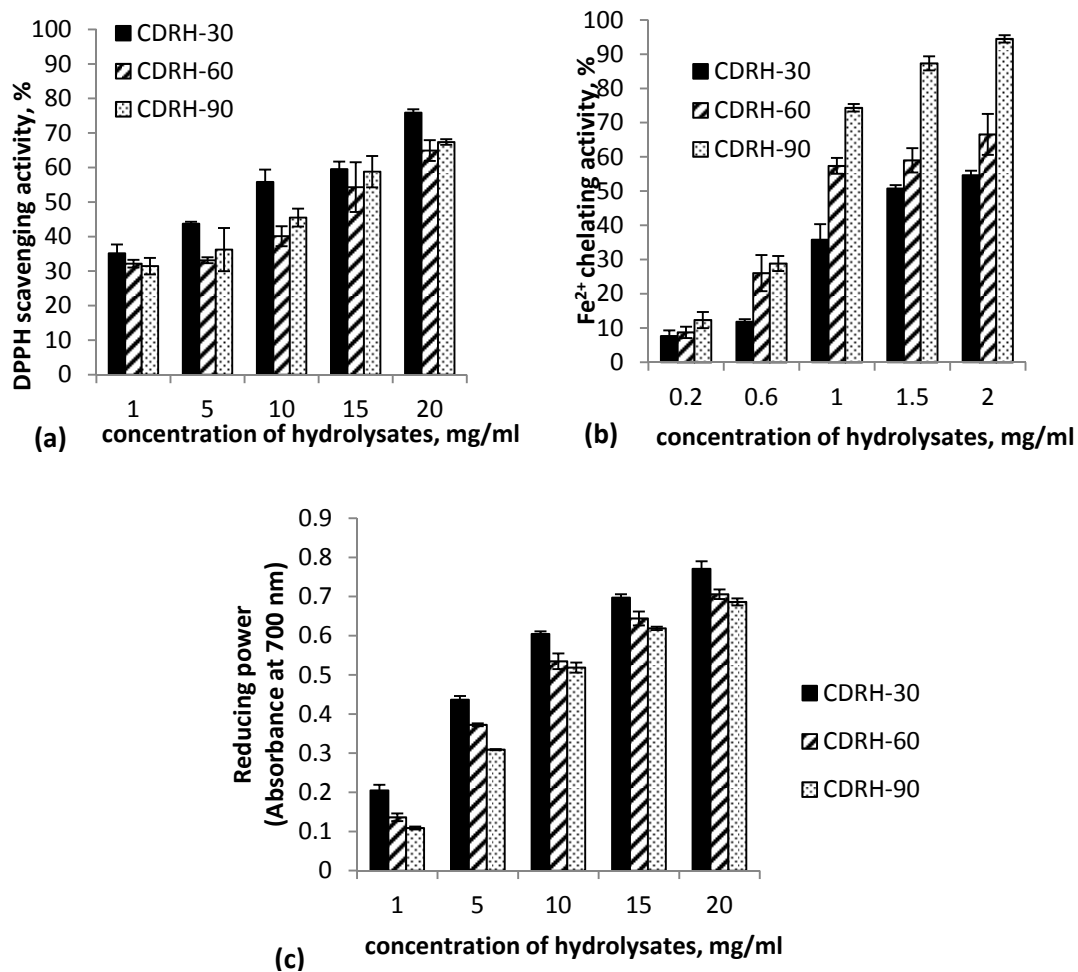 100
90
80
70
60
50
40
30
20
10
0
DPPH scavenging activity, %
CDRH-30
CDRH-60
CDRH-90
1 5 10 15 20
(a) concentration of hydrolysates, mg/ml
100
90
80
70
60
50
40
30
20
10
0
Fe²⁺ chelating activity, %
CDRH-30
CDRH-60
CDRH-90
0.2 0.6 1 1.5 2
(b) concentration of hydrolysates, mg/ml
0.9
0.8
0.7
0.6
0.5
0.4
0.3
0.2
0.1
0
Reducing power
(Absorbance at 700 nm)
CDRH-30
CDRH-60
CDRH-90
1 5 10 15 20
(c) concentration of hydrolysates, mg/ml